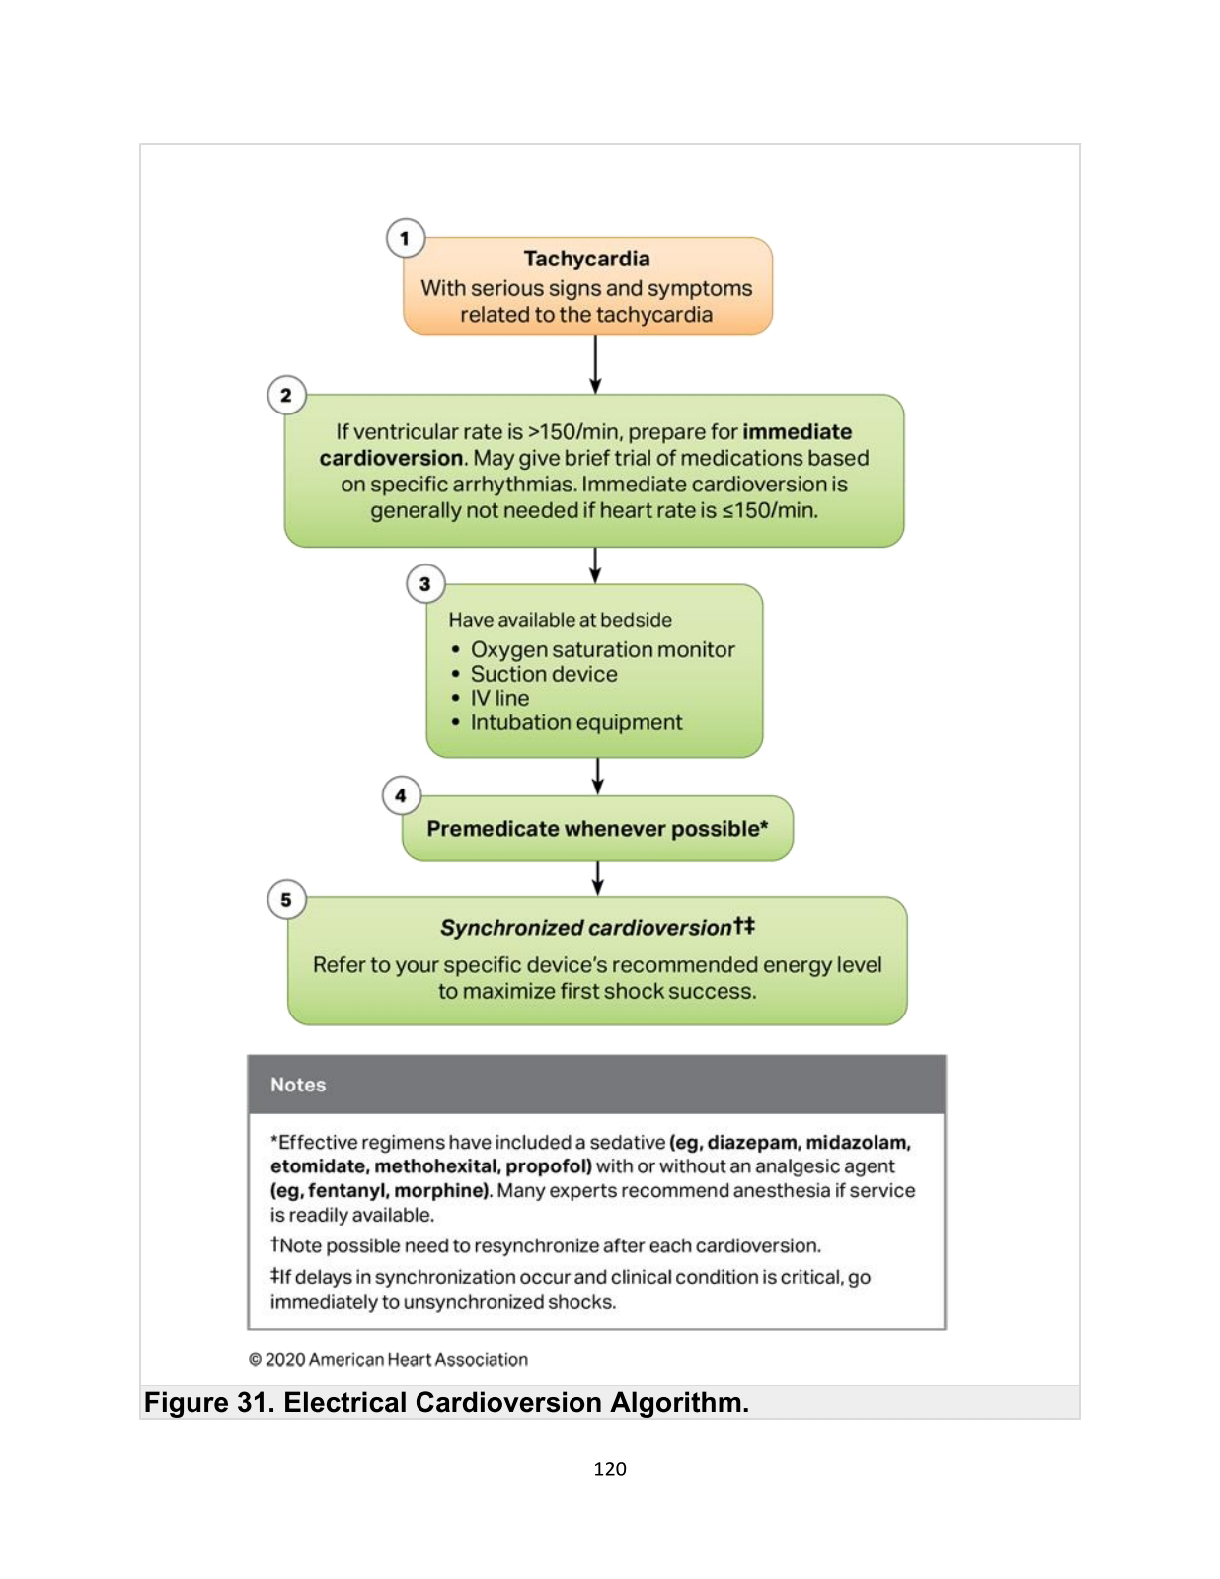 1
Tachycardia
With serious signs and symptoms
related to the tachycardia
2
If ventricular rate is >150/min, prepare for immediate
cardioversion. May give brief trial of medications based
on specific arrhythmias. Immediate cardioversion is
generally not needed if heart rate is ≤150/min.
3
Have available at bedside
• Oxygen saturation monitor
• Suction device
• IV line
• Intubation equipment
4
Premedicate whenever possible*
5
Synchronized cardioversion†‡
Refer to your specific device's recommended energy level
to maximize first shock success.
Notes
*Effective regimens have included a sedative (eg, diazepam, midazolam,
etomidate, methohexital, propofol) with or without an analgesic agent
(eg, fentanyl, morphine). Many experts recommend anesthesia if service
is readily available.
†Note possible need to resynchronize after each cardioversion.
‡If delays in synchronization occur and clinical condition is critical, go
immediately to unsynchronized shocks.
© 2020 American Heart Association
Figure 31. Electrical Cardioversion Algorithm.
120